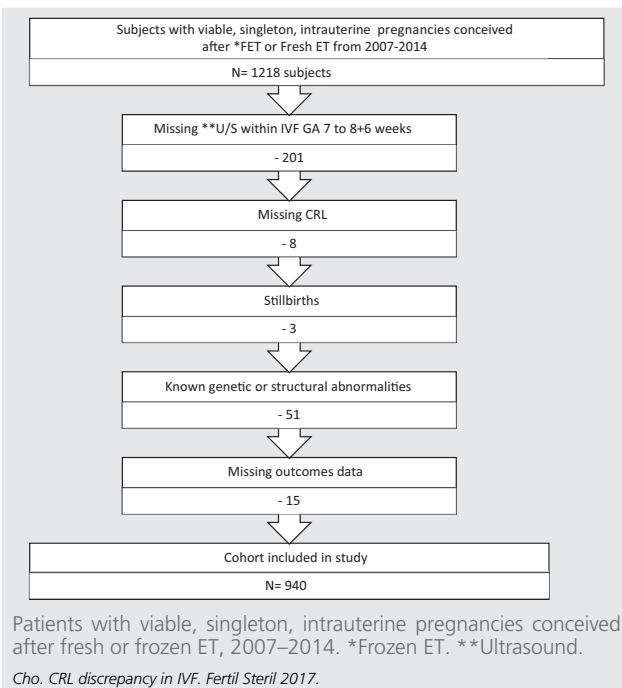 Subjects with viable, singleton, intrauterine pregnancies conceived
after *FET or Fresh ET from 2007-2014
N= 1218 subjects
Missing **U/S within IVF GA 7 to 8+6 weeks
- 201
Missing CRL
- 8
Stillbirths
- 3
Known genetic or structural abnormalities
- 51
Missing outcomes data
- 15
Cohort included in study
N= 940
Patients with viable, singleton, intrauterine pregnancies conceived
after fresh or frozen ET, 2007–2014. *Frozen ET. **Ultrasound.
Cho. CRL discrepancy in IVF. Fertil Steril 2017.